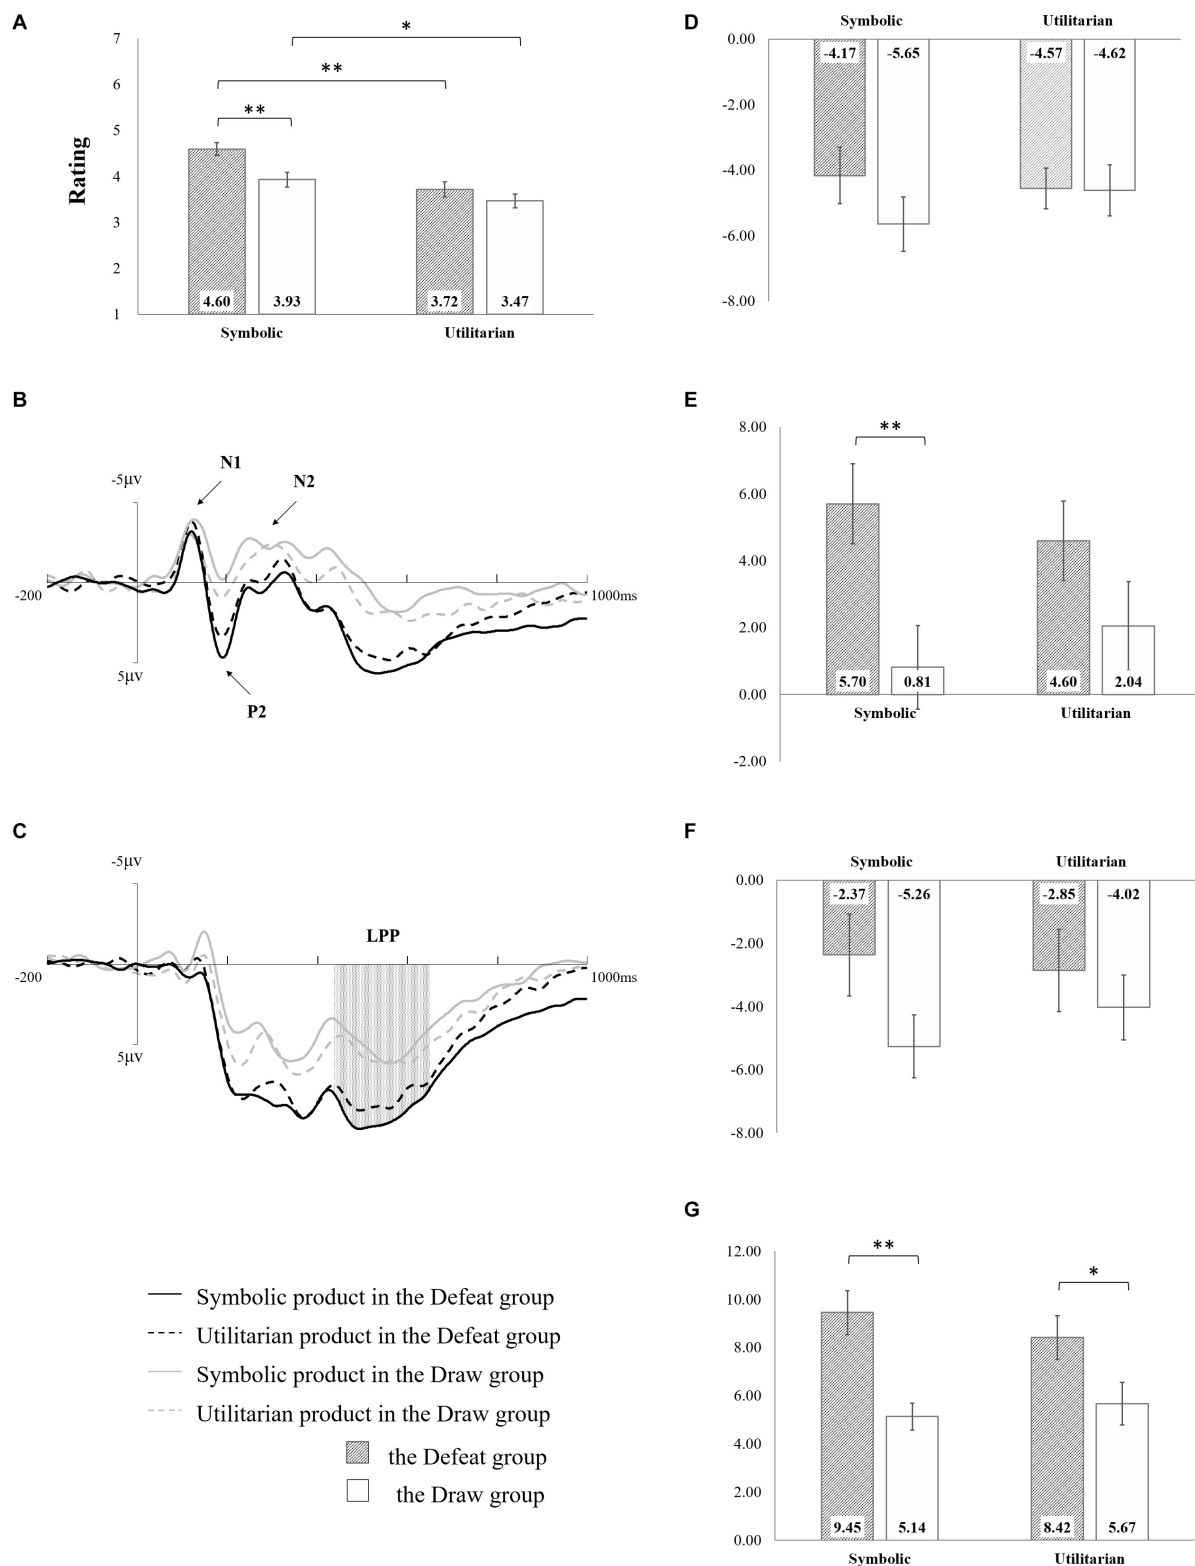 A
7
6
5
4
3
2
1
Rating
*
**
**
4.60 3.93 3.72 3.47
Symbolic Utilitarian
B
-5μv
5μv
-200
1000ms
N1
N2
P2
C
-5μv
5μv
-200
1000ms
LPP
Symbolic product in the Defeat group
Utilitarian product in the Defeat group
Symbolic product in the Draw group
Utilitarian product in the Draw group
the Defeat group
the Draw group
D
Symbolic Utilitarian
0.00
-2.00
-4.00
-6.00
-8.00
-4.17 -5.65 -4.57 -4.62
E
8.00
6.00
4.00
2.00
0.00
-2.00
**
5.70 0.81 4.60 2.04
Symbolic Utilitarian
F
Symbolic Utilitarian
0.00
-2.00
-4.00
-6.00
-8.00
-2.37 -5.26 -2.85 -4.02
G
12.00
10.00
8.00
6.00
4.00
2.00
0.00
**
*
9.45 5.14 8.42 5.67
Symbolic Utilitarian